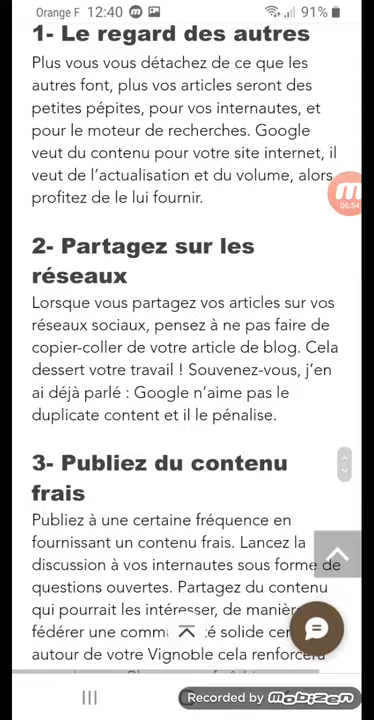 Orange F 12:40 91%
1- Le regard des autres
Plus vous vous détachez de ce que les
autres font, plus vos articles seront des
petites pépites, pour vos internautes, et
pour le moteur de recherches. Google
veut du contenu pour votre site internet, il
veut de l'actualisation et du volume, alors
profitez de le lui fournir.
06:54
2- Partagez sur les
réseaux
Lorsque vous partagez vos articles sur vos
réseaux sociaux, pensez à ne pas faire de
copier-coller de votre article de blog. Cela
dessert votre travail ! Souvenez-vous, j'en
ai déjà parlé : Google n'aime pas le
duplicate content et il le pénalise.
3- Publiez du contenu
frais
Publiez à une certaine fréquence en
fournissant un contenu frais. Lancez la
discussion à vos internautes sous forme de
questions ouvertes. Partagez du contenu
qui pourrait les intéresser, de manière
fédérer une solide
autour de votre Vignoble cela renforcera
Recorded by mobizen